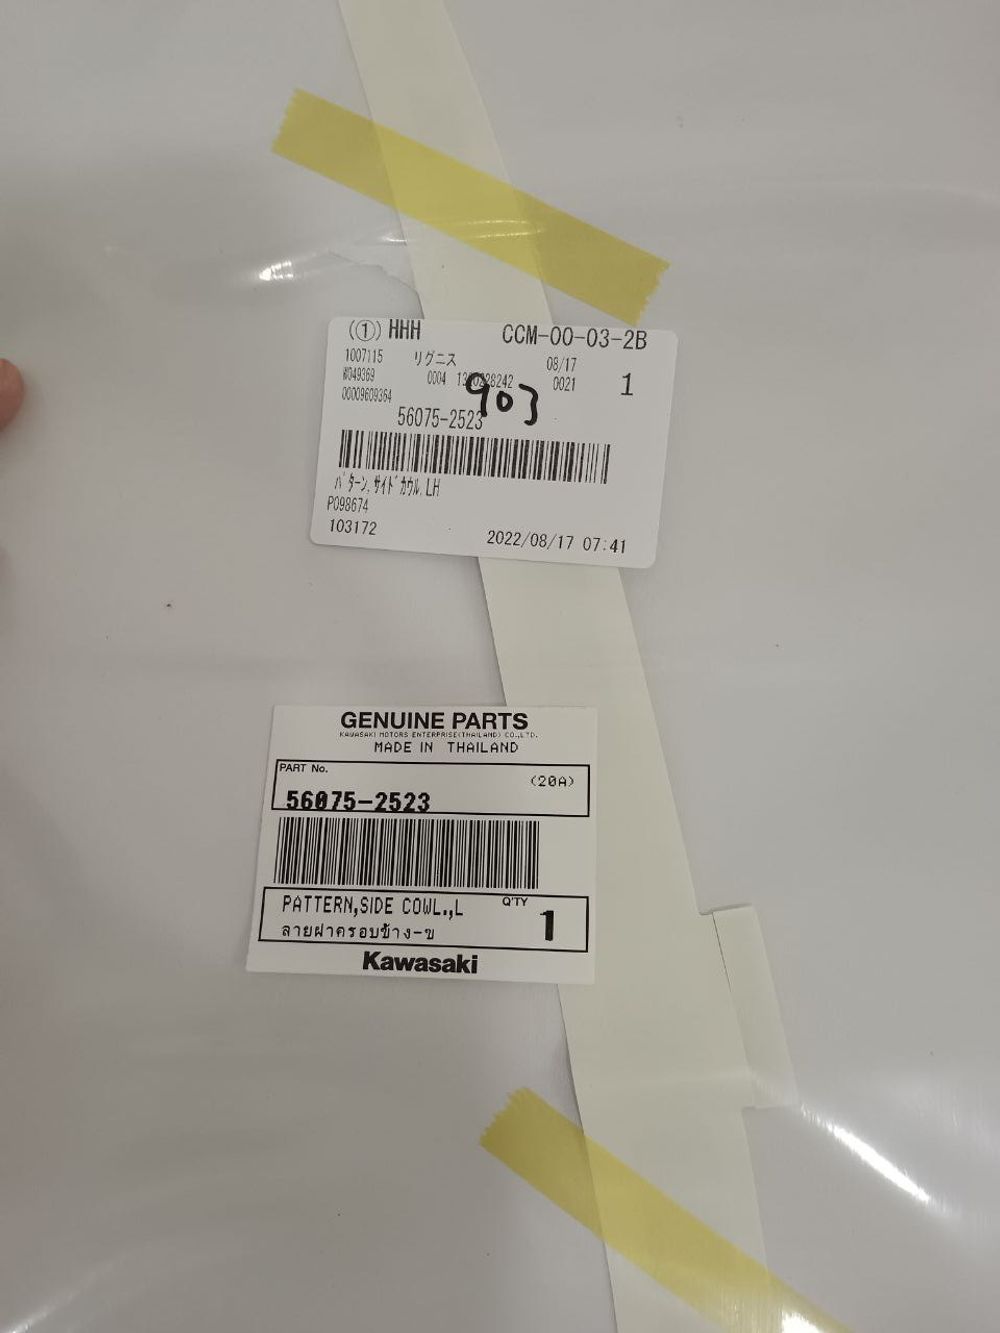 (①) HHH CCM-00-03-2B
1007115 リグニス 08/17
W049369 0004 0021 1
00009609364
903
56075-2523
パターン,サイドカウル,LH
P098674
103172 2022/08/17 07:41
GENUINE PARTS
KAWASAKI MOTORS ENTERPRISE(THAILAND) CO.,LTD.
MADE IN THAILAND
PART No. (20A)
56075-2523
PATTERN,SIDE COWL.,L Q'TY
ลายฝาครอบข้าง-ข 1
Kawasaki